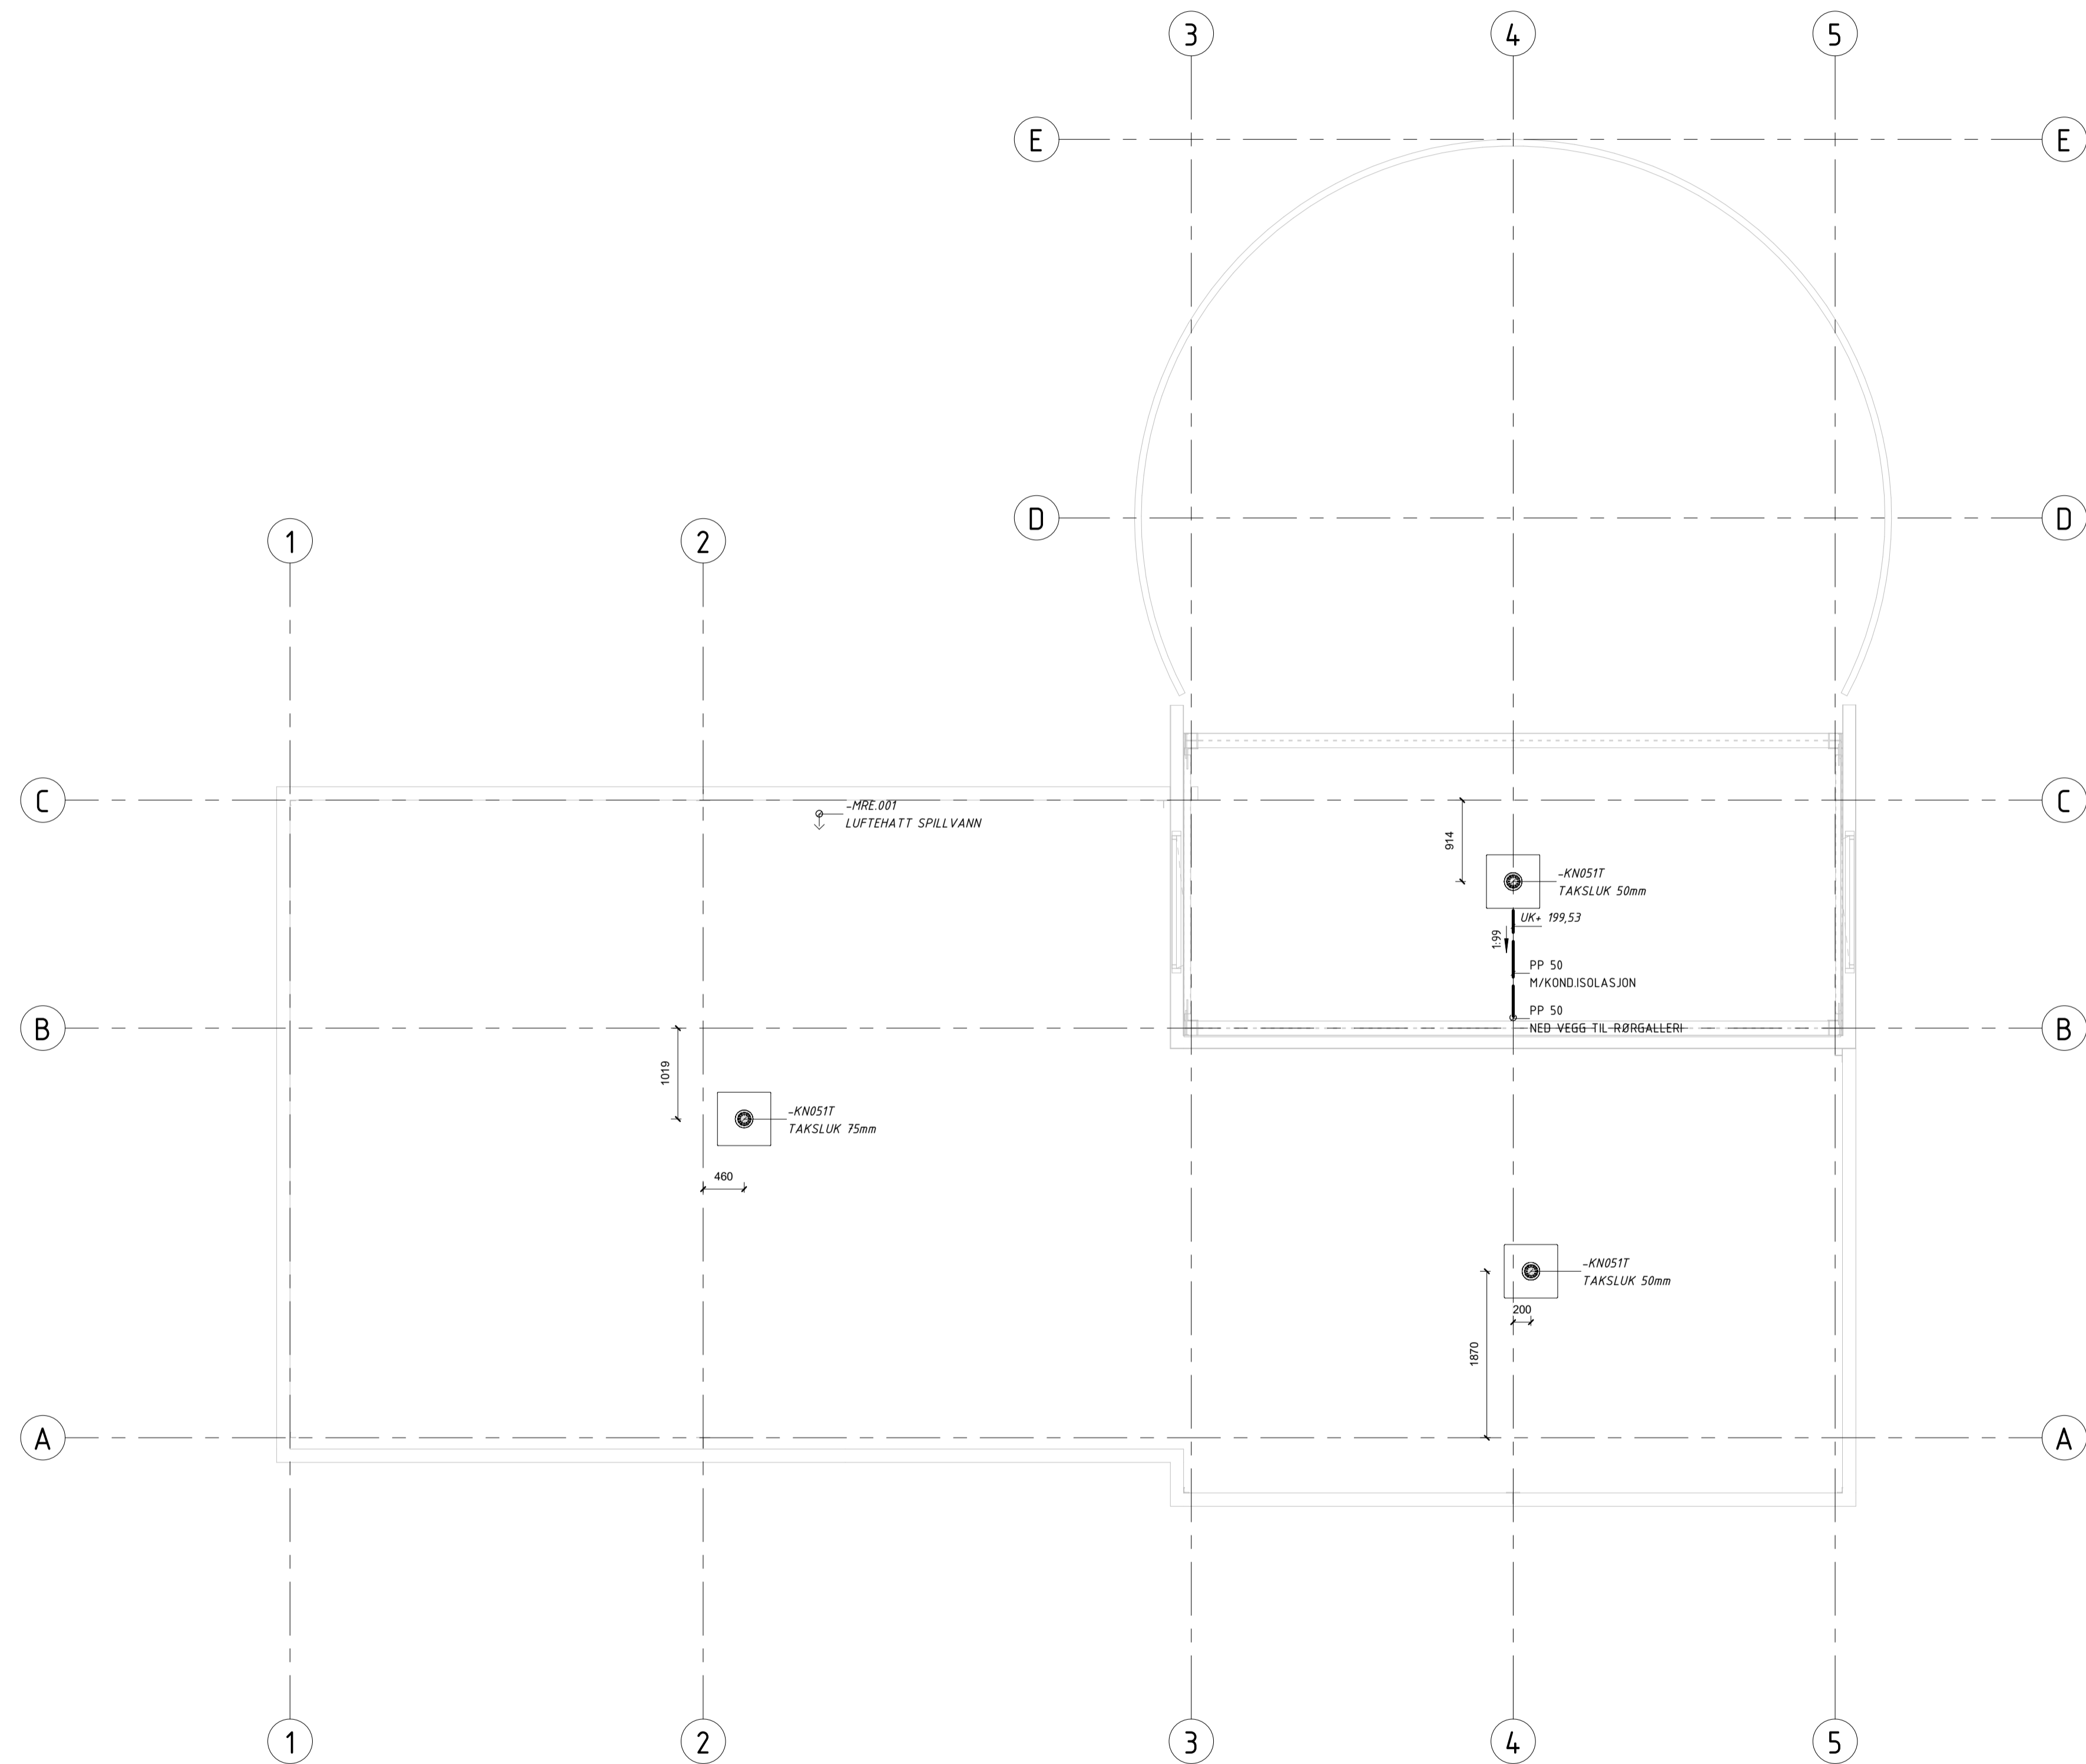 3
4
5
E
E
D
D
1
2
C
C
-MRE.001
LUFTEHATT SPILLVANN
914
-KN051T
TAKSLUK 50mm
UK+ 199,53
1:99
PP 50
M/KOND.ISOLASJON
PP 50
NED VEGG TIL RØRGALLERI
B
B
1019
-KN051T
TAKSLUK 75mm
460
-KN051T
TAKSLUK 50mm
200
1870
A
A
1
2
3
4
5